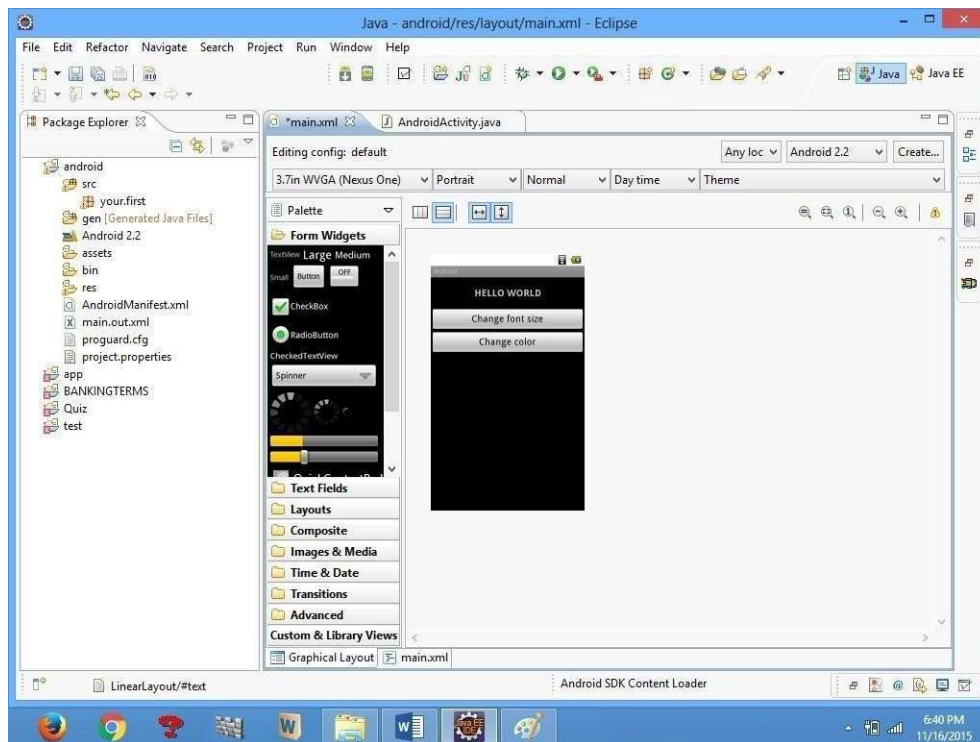 Java - android/res/layout/main.xml - Eclipse
File Edit Refactor Navigate Search Project Run Window Help
Java Java EE
Package Explorer
*main.xml AndroidActivity.java
Editing config: default Any loc Android 2.2 Create...
3.7in WVGA (Nexus One) Portrait Normal Day time Theme
android
src
your.first
gen [Generated Java Files]
Android 2.2
assets
bin
res
AndroidManifest.xml
main.out.xml
proguard.cfg
project.properties
app
BANKINGTERMS
Quiz
test
Palette
Form Widgets
TextView Large Medium
Small Button OFF
CheckBox
RadioButton
CheckedTextView
Spinner
Text Fields
Layouts
Composite
Images & Media
Time & Date
Transitions
Advanced
Custom & Library Views
Android
HELLO WORLD
Change font size
Change color
Graphical Layout main.xml
LinearLayout/#text Android SDK Content Loader
Java EE
IDE
6:40 PM
11/16/2015